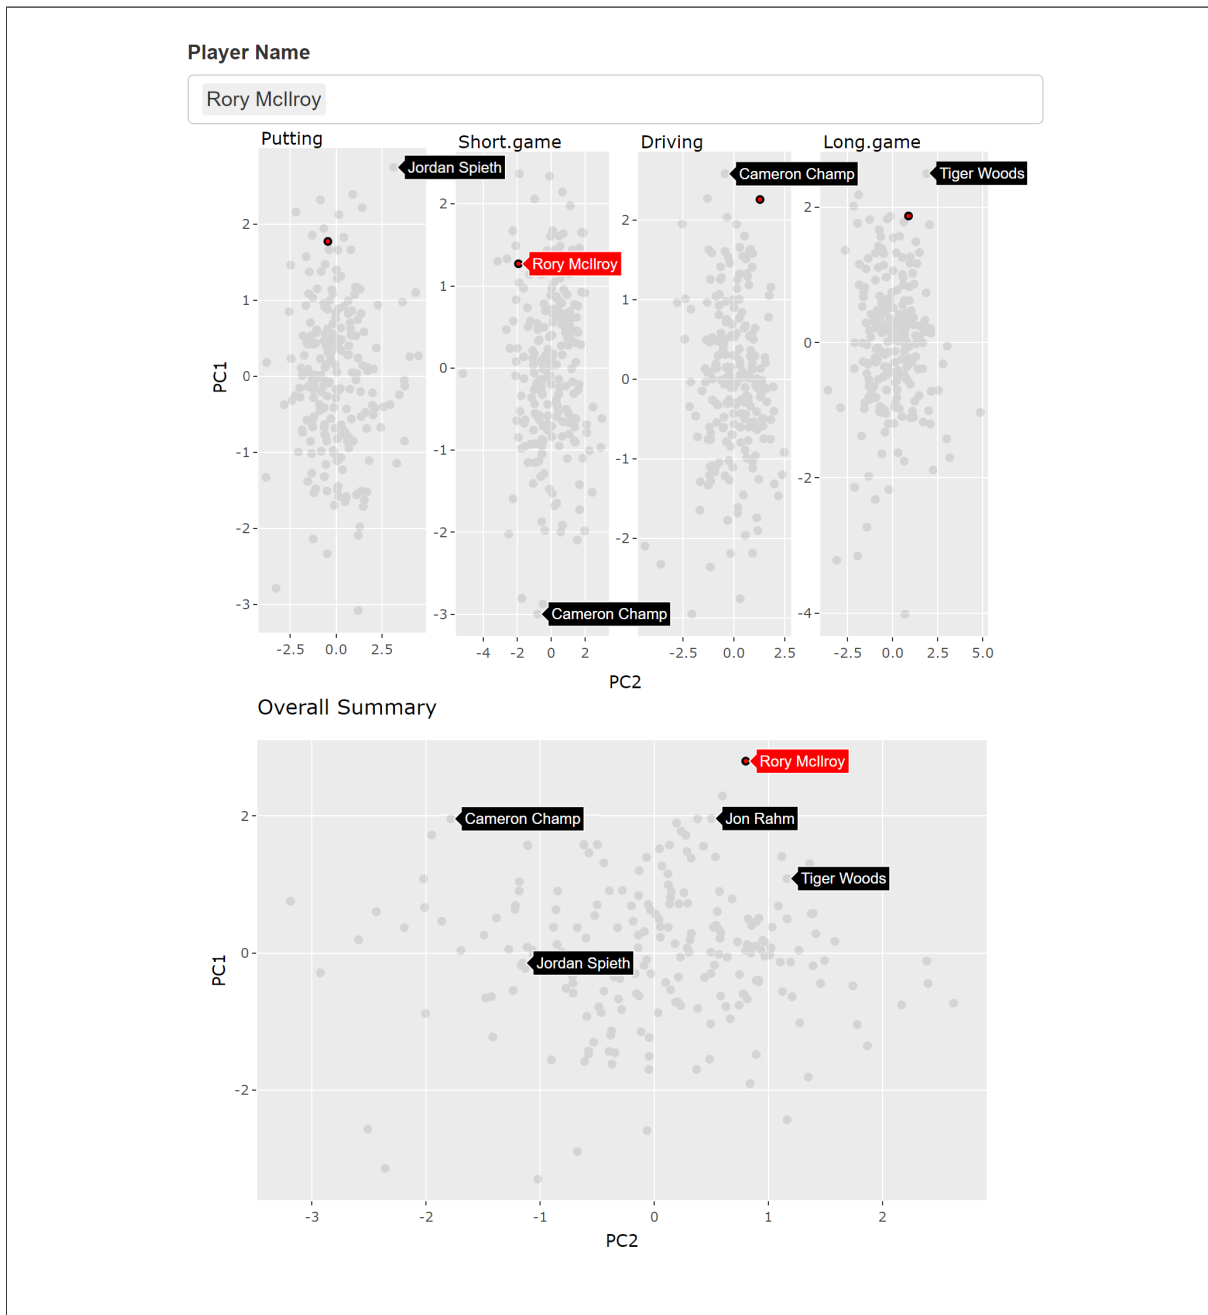 Player Name
Rory McIlroy
Putting
Short.game
Driving
Long.game
Jordan Spieth
Cameron Champ
Tiger Woods
Rory McIlroy
Cameron Champ
PC1
2
1
0
-1
-2
-3
-2.5 0.0 2.5
2
1
0
-1
-2
-3
-4 -2 0 2
2
1
0
-1
-2
-2.5 0.0 2.5
2
0
-2
-4
-2.5 0.0 2.5 5.0
PC2
Overall Summary
Rory McIlroy
Cameron Champ
Jon Rahm
Tiger Woods
Jordan Spieth
PC1
2
0
-2
-3 -2 -1 0 1 2
PC2